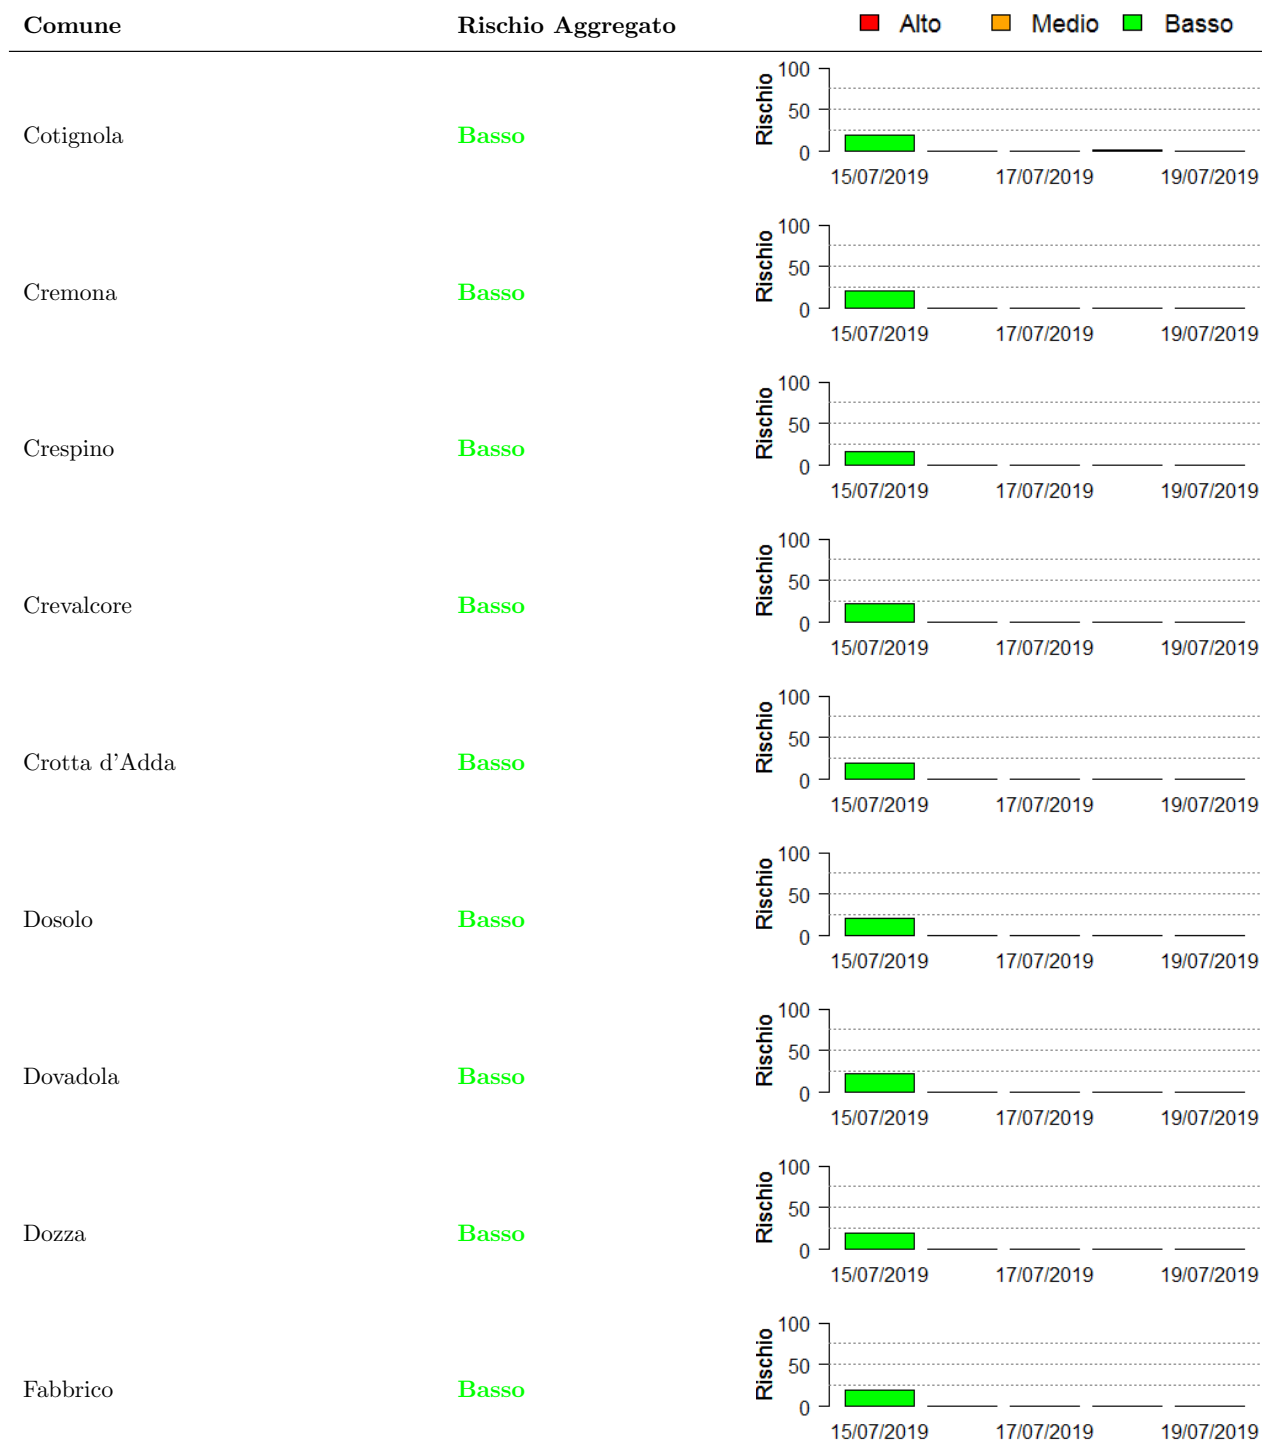 Comune Rischio Aggregato Alto Medio Basso
Cotignola Basso
Rischio
100
50
0
15/07/2019 17/07/2019 19/07/2019
Cremona Basso
Rischio
100
50
0
15/07/2019 17/07/2019 19/07/2019
Crespino Basso
Rischio
100
50
0
15/07/2019 17/07/2019 19/07/2019
Crevalcore Basso
Rischio
100
50
0
15/07/2019 17/07/2019 19/07/2019
Crotta d'Adda Basso
Rischio
100
50
0
15/07/2019 17/07/2019 19/07/2019
Dosolo Basso
Rischio
100
50
0
15/07/2019 17/07/2019 19/07/2019
Dovadola Basso
Rischio
100
50
0
15/07/2019 17/07/2019 19/07/2019
Dozza Basso
Rischio
100
50
0
15/07/2019 17/07/2019 19/07/2019
Fabbrico Basso
Rischio
100
50
0
15/07/2019 17/07/2019 19/07/2019